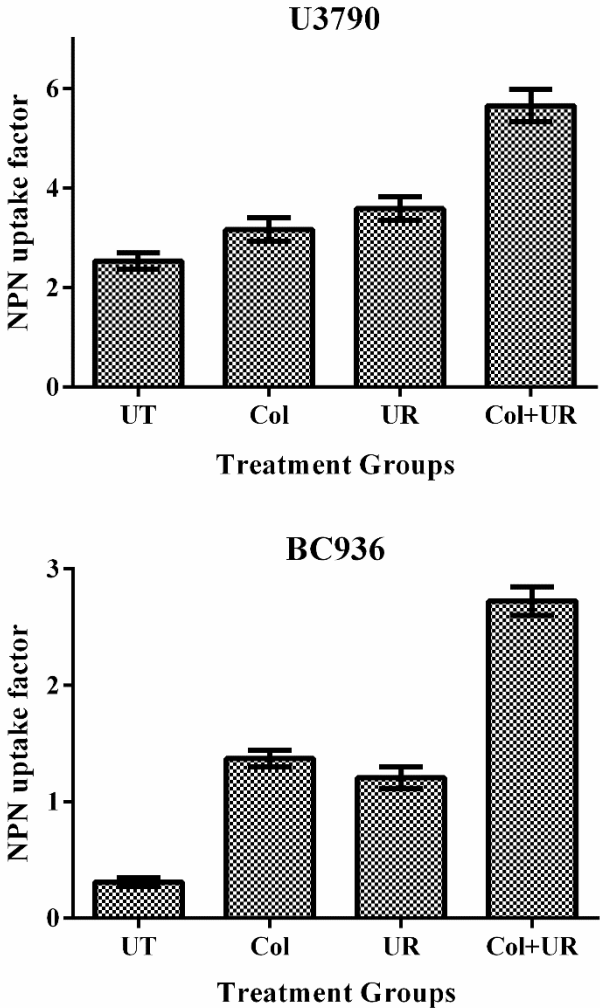 U3790
NPN uptake factor
6
4
2
0
UT Col UR Col+UR
Treatment Groups
BC936
NPN uptake factor
3
2
1
0
UT Col UR Col+UR
Treatment Groups